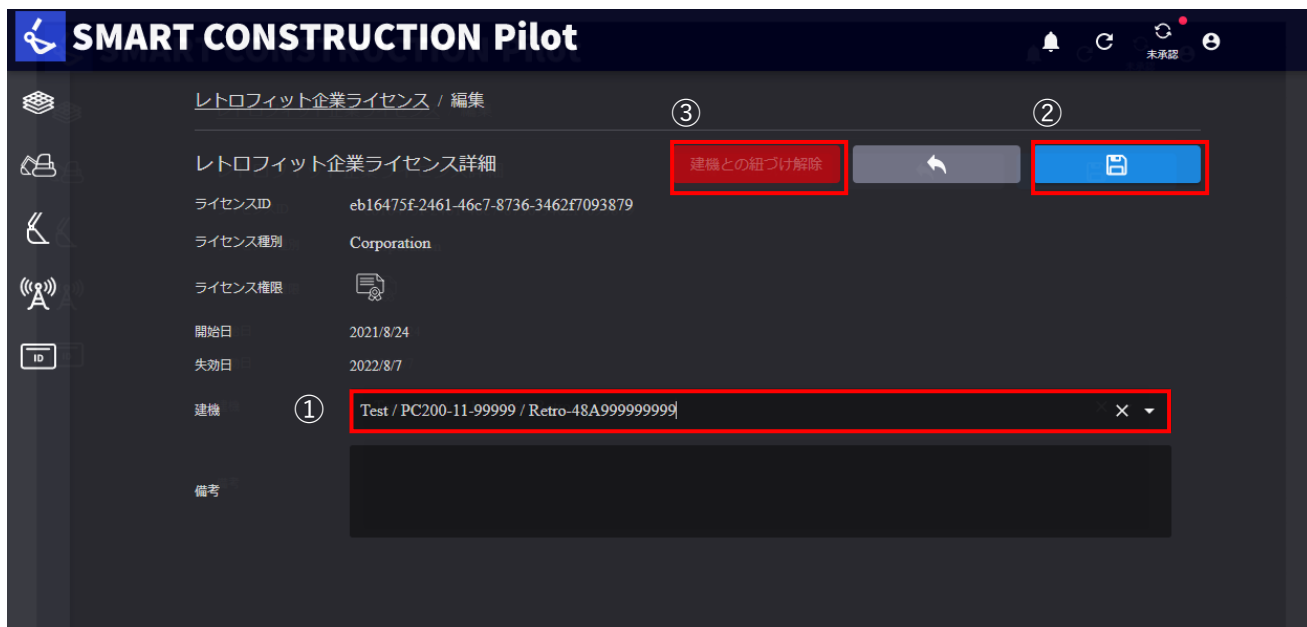 SMART CONSTRUCTION Pilot
未承認
レトロフィット企業ライセンス / 編集
③
②
レトロフィット企業ライセンス詳細
建機との紐づけ解除
ライセンスID eb16475f-2461-46c7-8736-3462f7093879
ライセンス種別 Corporation
ライセンス権限
開始日 2021/8/24
ID
失効日 2022/8/7
建機 ① Test / PC200-11-99999 / Retro-48A999999999
備考